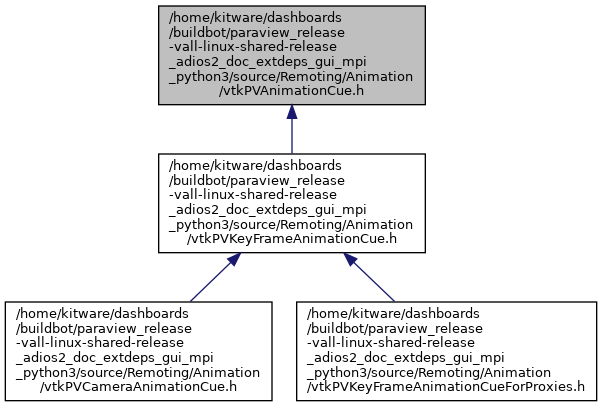 /home/kitware/dashboards
/buildbot/paraview_release
-vall-linux-shared-release
_adios2_doc_extdeps_gui_mpi
_python3/source/Remoting/Animation
/vtkPVAnimationCue.h
/home/kitware/dashboards
/buildbot/paraview_release
-vall-linux-shared-release
_adios2_doc_extdeps_gui_mpi
_python3/source/Remoting/Animation
/vtkPVKeyFrameAnimationCue.h
/home/kitware/dashboards
/buildbot/paraview_release
-vall-linux-shared-release
_adios2_doc_extdeps_gui_mpi
_python3/source/Remoting/Animation
/vtkPVCameraAnimationCue.h
/home/kitware/dashboards
/buildbot/paraview_release
-vall-linux-shared-release
_adios2_doc_extdeps_gui_mpi
_python3/source/Remoting/Animation
/vtkPVKeyFrameAnimationCueForProxies.h